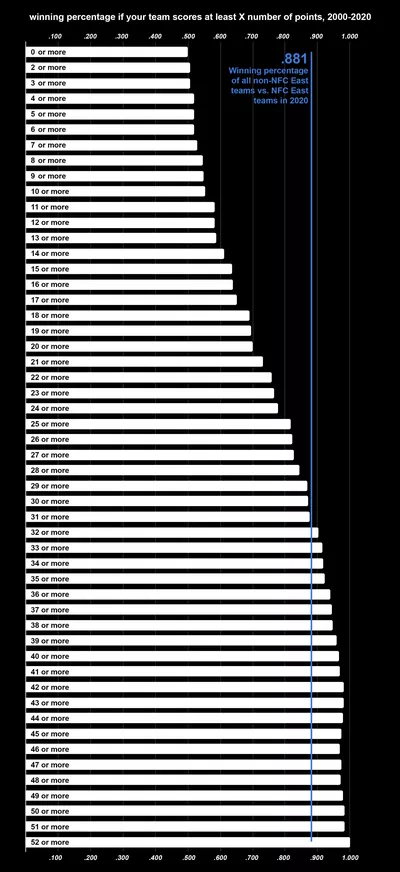 winning percentage if your team scores at least X number of points, 2000-2020
.100 .200 .300 .400 .500 .600 .700 .800 .900 1.000
0 or more
2 or more
3 or more
4 or more
5 or more
6 or more
7 or more
8 or more
9 or more
10 or more
11 or more
12 or more
13 or more
14 or more
15 or more
16 or more
17 or more
18 or more
19 or more
20 or more
21 or more
22 or more
23 or more
24 or more
25 or more
26 or more
27 or more
28 or more
29 or more
30 or more
31 or more
32 or more
33 or more
34 or more
35 or more
36 or more
37 or more
38 or more
39 or more
40 or more
41 or more
42 or more
43 or more
44 or more
45 or more
46 or more
47 or more
48 or more
49 or more
50 or more
51 or more
52 or more
.881
Winning percentage
of all non-NFC East
teams vs. NFC East
teams in 2020
.100 .200 .300 .400 .500 .600 .700 .800 .900 1.000